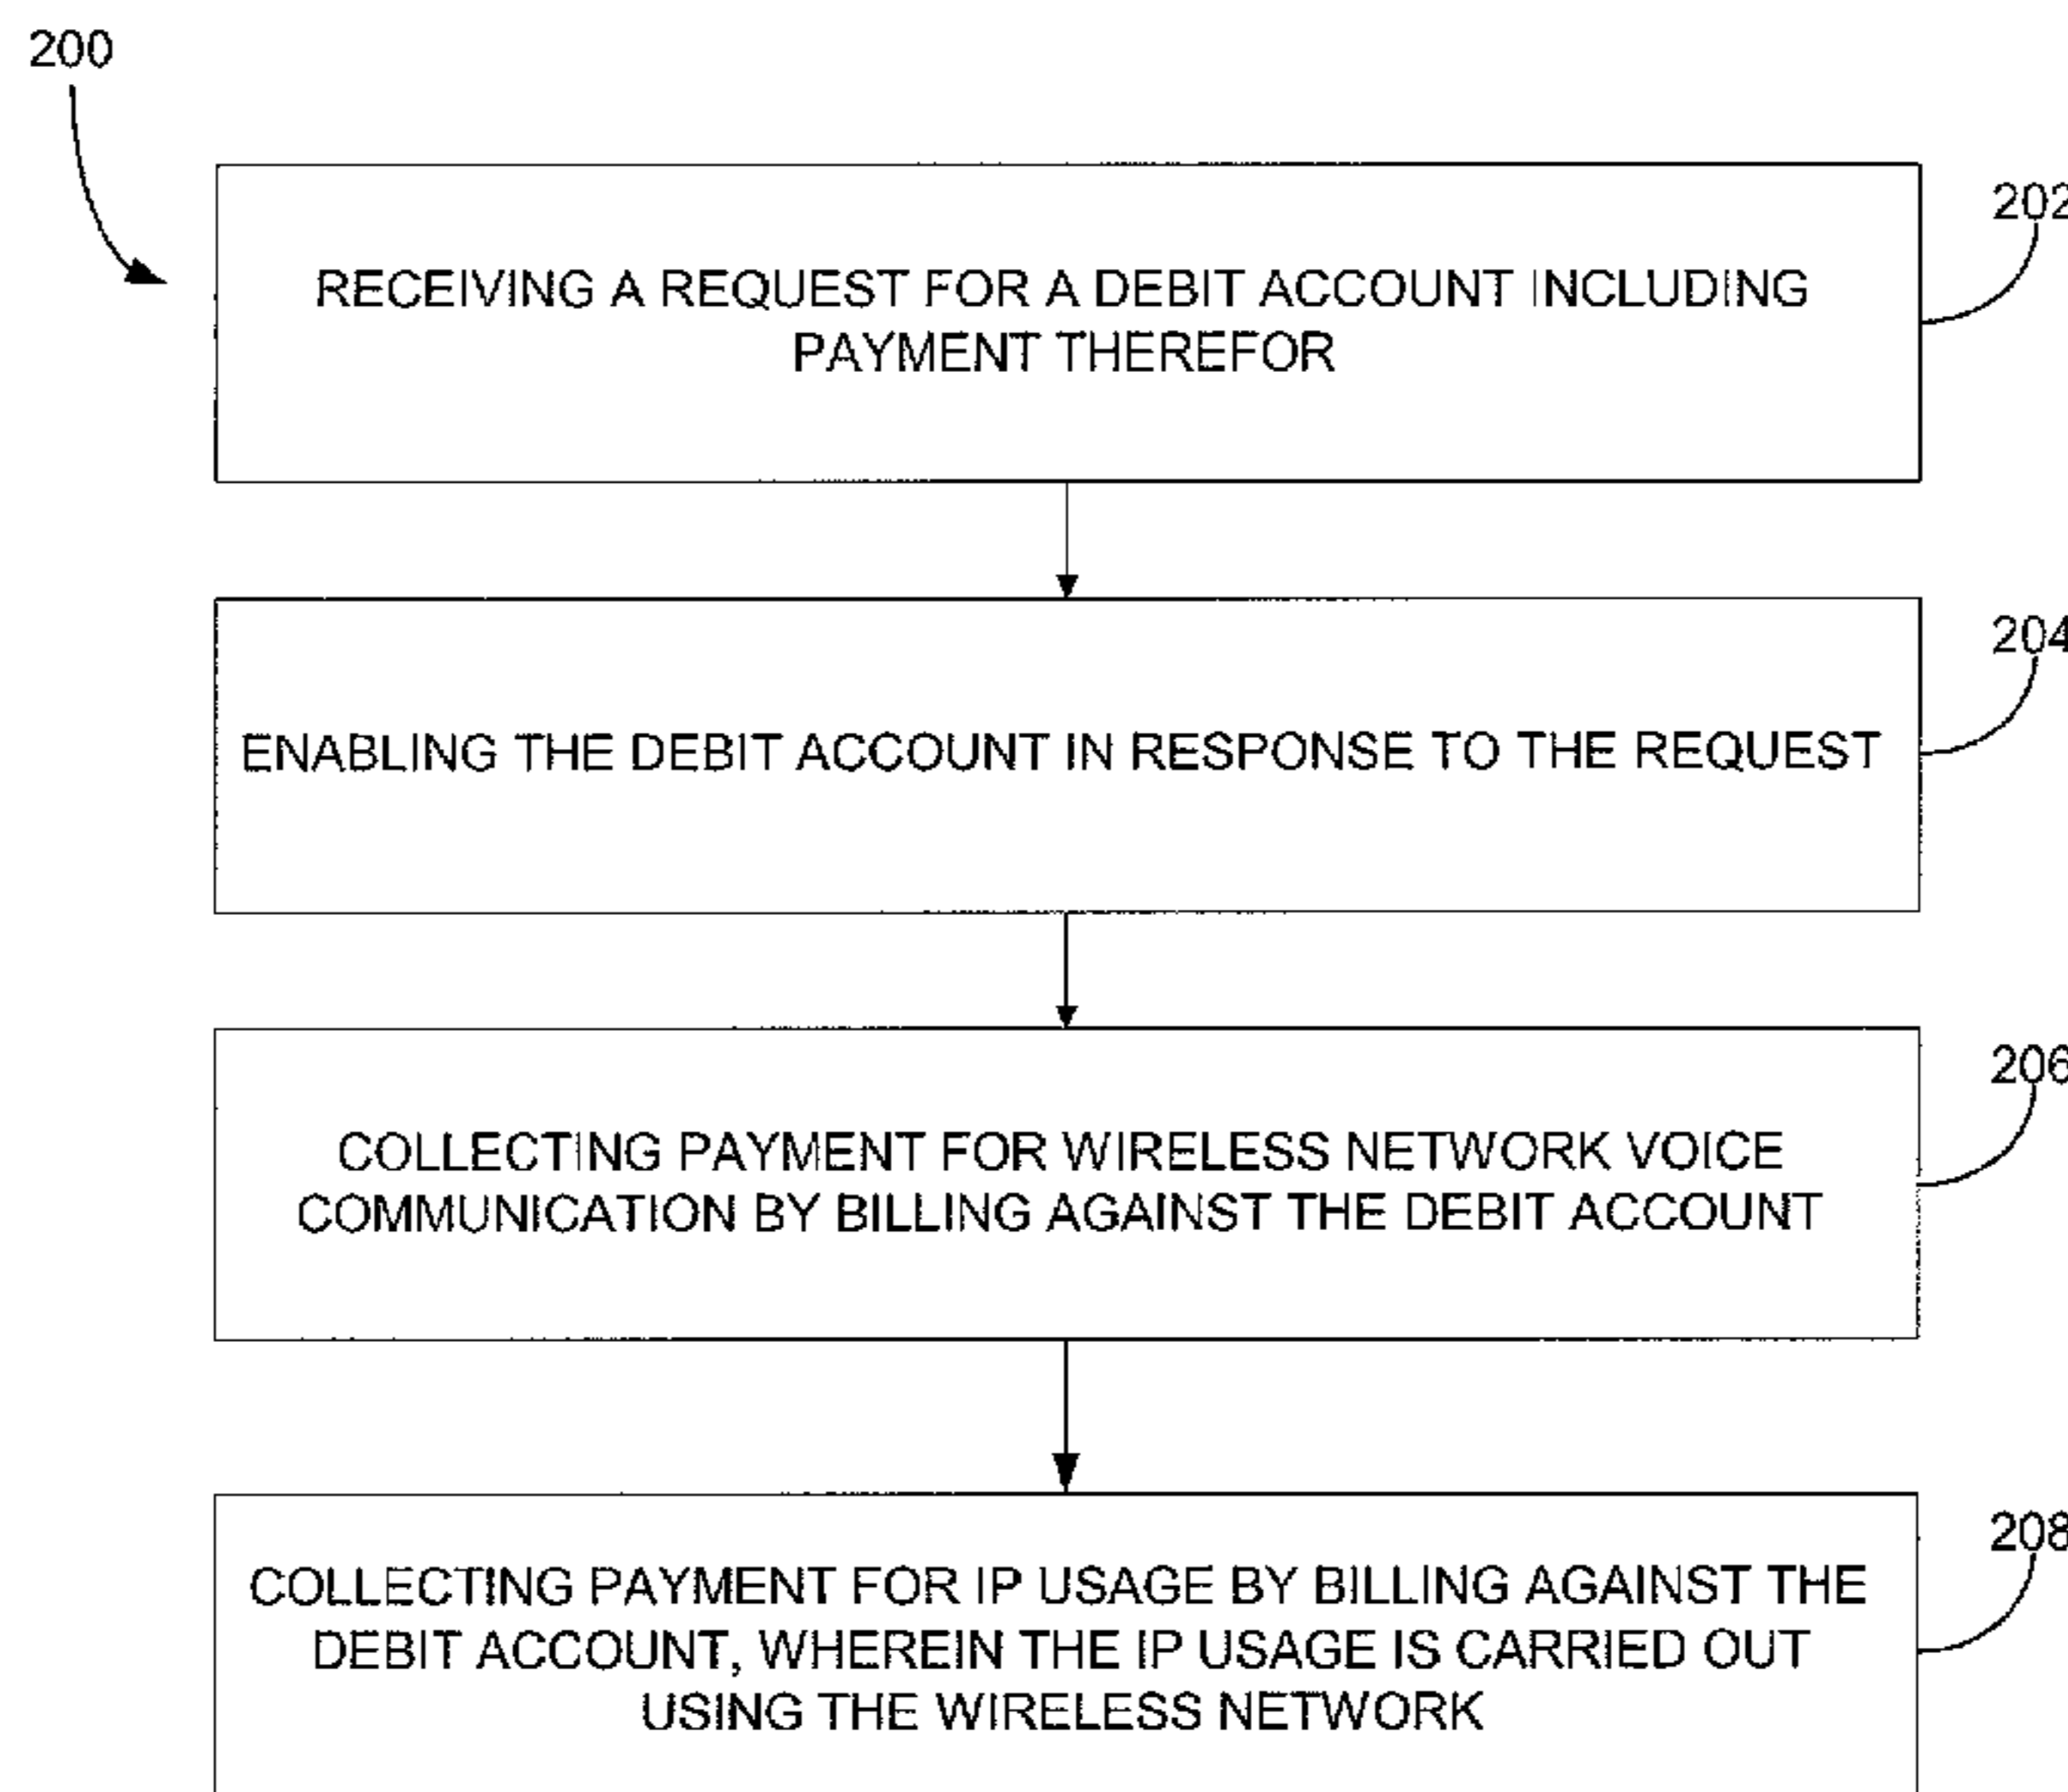 200
202
RECEIVING A REQUEST FOR A DEBIT ACCOUNT INCLUDING
PAYMENT THEREFOR
204
ENABLING THE DEBIT ACCOUNT IN RESPONSE TO THE REQUEST
206
COLLECTING PAYMENT FOR WIRELESS NETWORK VOICE
COMMUNICATION BY BILLING AGAINST THE DEBIT ACCOUNT
208
COLLECTING PAYMENT FOR IP USAGE BY BILLING AGAINST THE
DEBIT ACCOUNT, WHEREIN THE IP USAGE IS CARRIED OUT
USING THE WIRELESS NETWORK